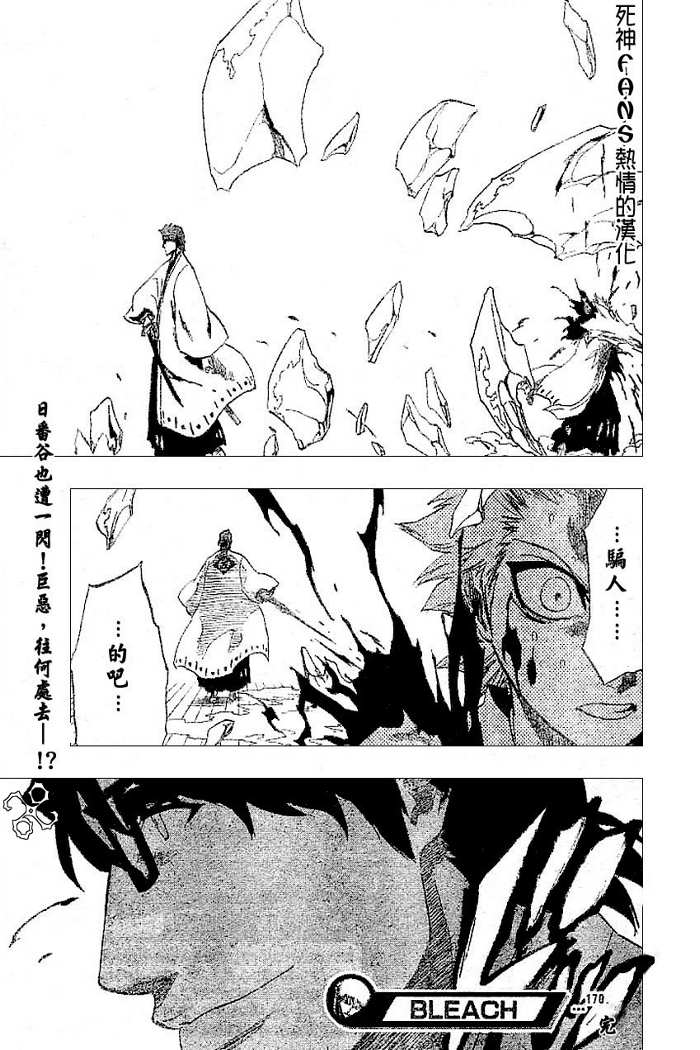 死神FANS熱情的漢化
…騙人……
…的吧…
日番谷也遭一閃！巨惡，往何處去—!?
BLEACH
170.
…完